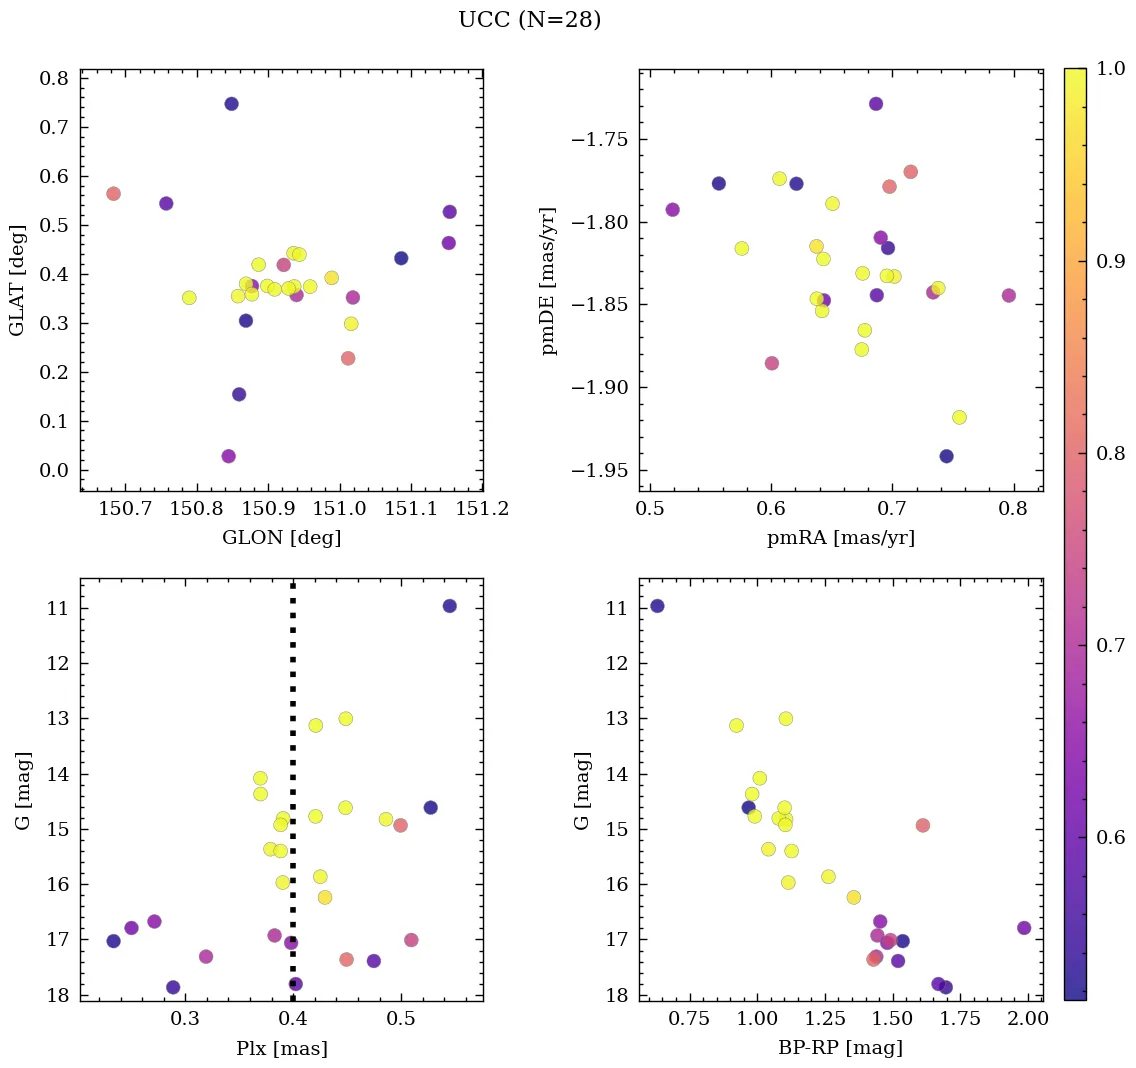 UCC (N=28)
0.8
0.7
0.6
0.5
0.4
0.3
0.2
0.1
0.0
GLAT [deg]
150.7 150.8 150.9 151.0 151.1 151.2
GLON [deg]
−1.75
−1.80
−1.85
−1.90
−1.95
pmDE [mas/yr]
0.5 0.6 0.7 0.8
pmRA [mas/yr]
1.0
0.9
0.8
0.7
0.6
11
12
13
14
15
16
17
18
G [mag]
0.3 0.4 0.5
Plx [mas]
11
12
13
14
15
16
17
18
G [mag]
0.75 1.00 1.25 1.50 1.75 2.00
BP-RP [mag]